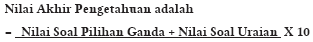 Nilai Akhir Pengetahuan adalah
= Nilai Soal Pilihan Ganda + Nilai Soal Uraian X 10